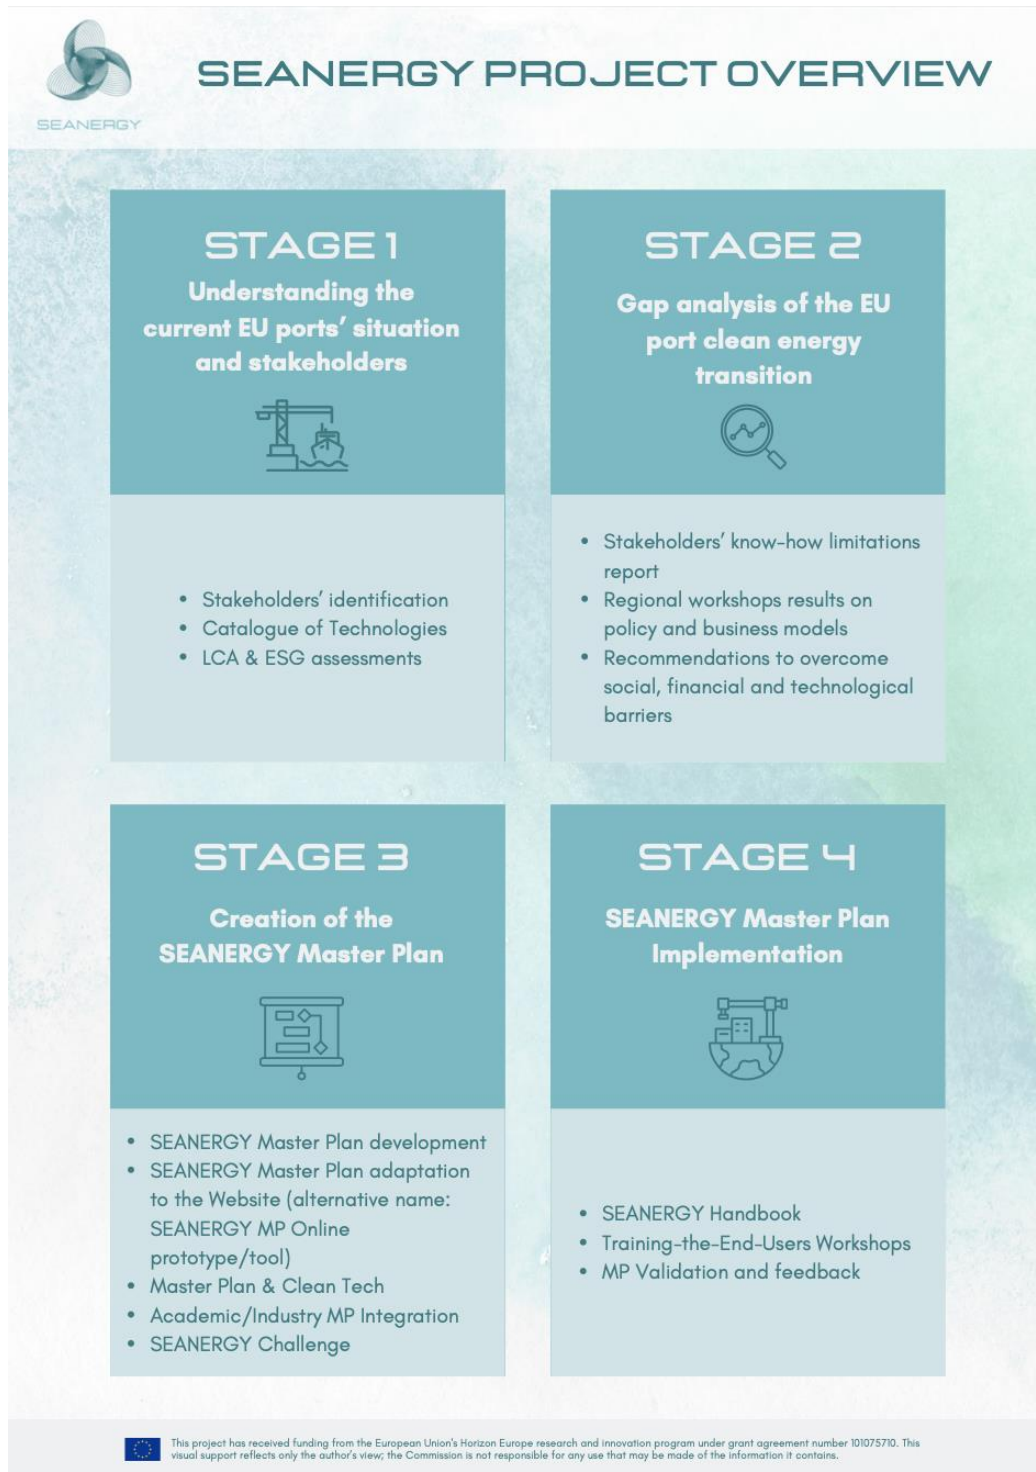 SEANERGY PROJECT OVERVIEW
SEANERGY
STAGE 1
Understanding the
current EU ports' situation
and stakeholders
• Stakeholders' identification
• Catalogue of Technologies
• LCA & ESG assessments
STAGE 2
Gap analysis of the EU
port clean energy
transition
• Stakeholders' know-how limitations
report
• Regional workshops results on
policy and business models
• Recommendations to overcome
social, financial and technological
barriers
STAGE 3
Creation of the
SEANERGY Master Plan
• SEANERGY Master Plan development
• SEANERGY Master Plan adaptation
to the Website (alternative name:
SEANERGY MP Online
prototype/tool)
• Master Plan & Clean Tech
• Academic/Industry MP Integration
• SEANERGY Challenge
STAGE 4
SEANERGY Master Plan
Implementation
• SEANERGY Handbook
• Training-the-End-Users Workshops
• MP Validation and feedback
This project has received funding from the European Union's Horizon Europe research and innovation program under grant agreement number 101075710. This
visual support reflects only the author's view; the Commission is not responsible for any use that may be made of the information it contains.